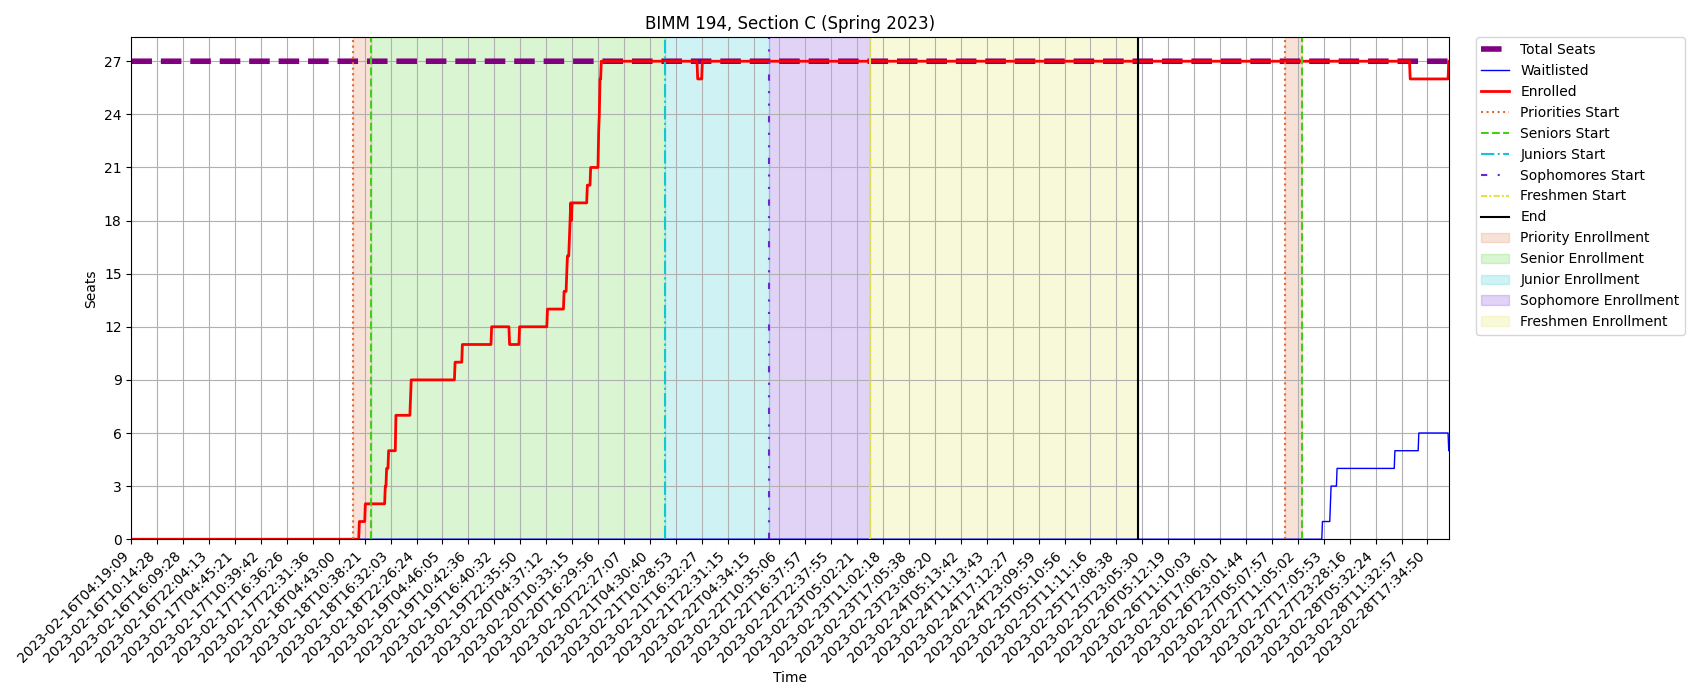 BIMM 194, Section C (Spring 2023)
Seats
27
24
21
18
15
12
9
6
3
0
2023-02-16T04:19:09
2023-02-16T10:14:28
2023-02-16T16:09:28
2023-02-16T22:04:13
2023-02-17T04:45:21
2023-02-17T10:39:42
2023-02-17T16:36:26
2023-02-17T22:31:36
2023-02-18T04:43:00
2023-02-18T10:38:21
2023-02-18T16:32:03
2023-02-18T22:26:24
2023-02-19T04:46:05
2023-02-19T10:42:36
2023-02-19T16:40:32
2023-02-19T22:35:50
2023-02-20T04:37:12
2023-02-20T10:33:15
2023-02-20T16:29:56
2023-02-20T22:27:07
2023-02-21T04:30:40
2023-02-21T10:28:53
2023-02-21T16:32:27
2023-02-21T22:31:15
2023-02-22T04:34:15
2023-02-22T10:35:06
2023-02-22T16:37:57
2023-02-22T22:37:55
2023-02-23T05:02:21
2023-02-23T11:02:18
2023-02-23T17:05:38
2023-02-23T23:08:20
2023-02-24T05:13:42
2023-02-24T11:13:43
2023-02-24T17:12:27
2023-02-24T23:09:59
2023-02-25T05:10:56
2023-02-25T11:11:16
2023-02-25T17:08:38
2023-02-25T23:05:30
2023-02-26T05:12:19
2023-02-26T11:10:03
2023-02-26T17:06:01
2023-02-26T23:01:44
2023-02-27T05:07:57
2023-02-27T11:05:02
2023-02-27T17:05:53
2023-02-27T23:28:16
2023-02-28T05:32:24
2023-02-28T11:32:57
2023-02-28T17:34:50
Time
Total Seats
Waitlisted
Enrolled
Priorities Start
Seniors Start
Juniors Start
Sophomores Start
Freshmen Start
End
Priority Enrollment
Senior Enrollment
Junior Enrollment
Sophomore Enrollment
Freshmen Enrollment